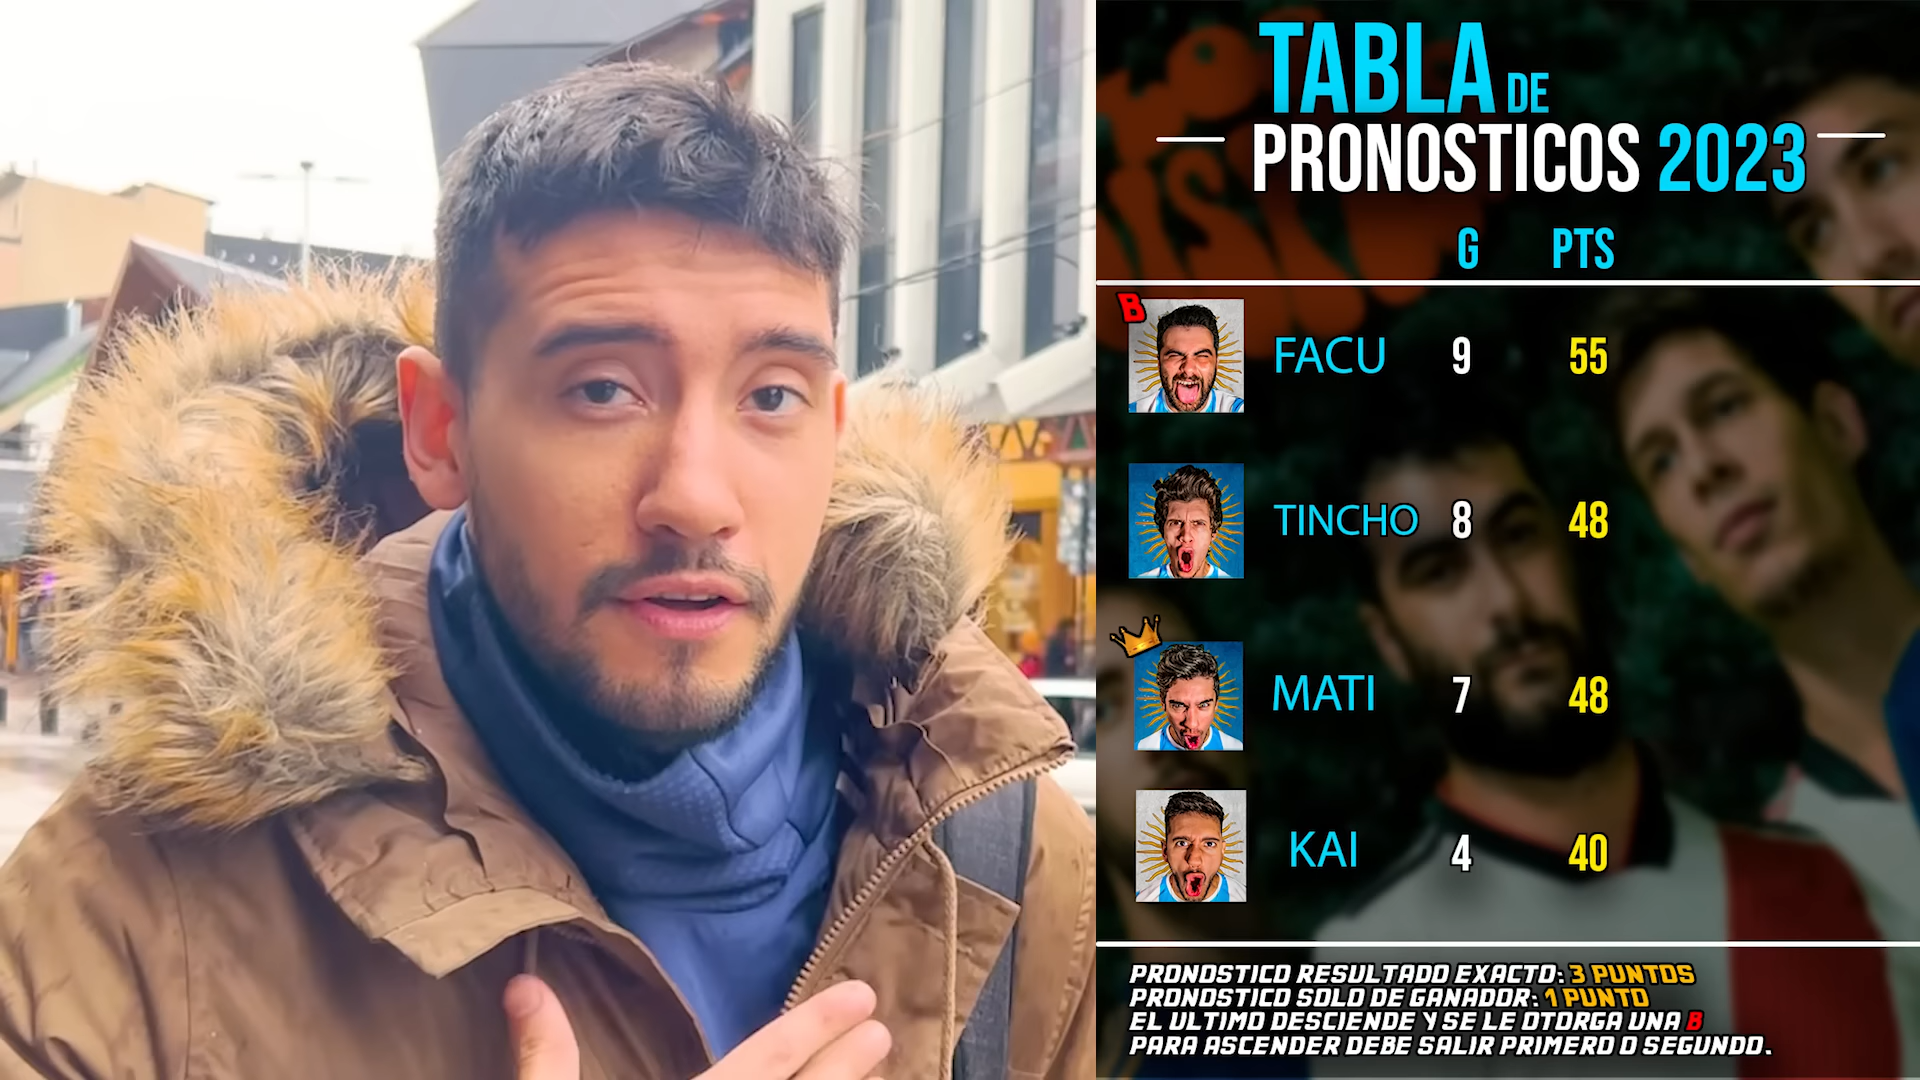 TABLA DE
PRONOSTICOS 2023
G PTS
B
FACU 9 55
TINCHO 8 48
MATI 7 48
KAI 4 40
PRONOSTICO RESULTADO EXACTO: 3 PUNTOS
PRONOSTICO SOLO DE GANADOR: 1 PUNTO
EL ULTIMO DESCIENDE Y SE LE OTORGA UNA B
PARA ASCENDER DEBE SALIR PRIMERO O SEGUNDO.